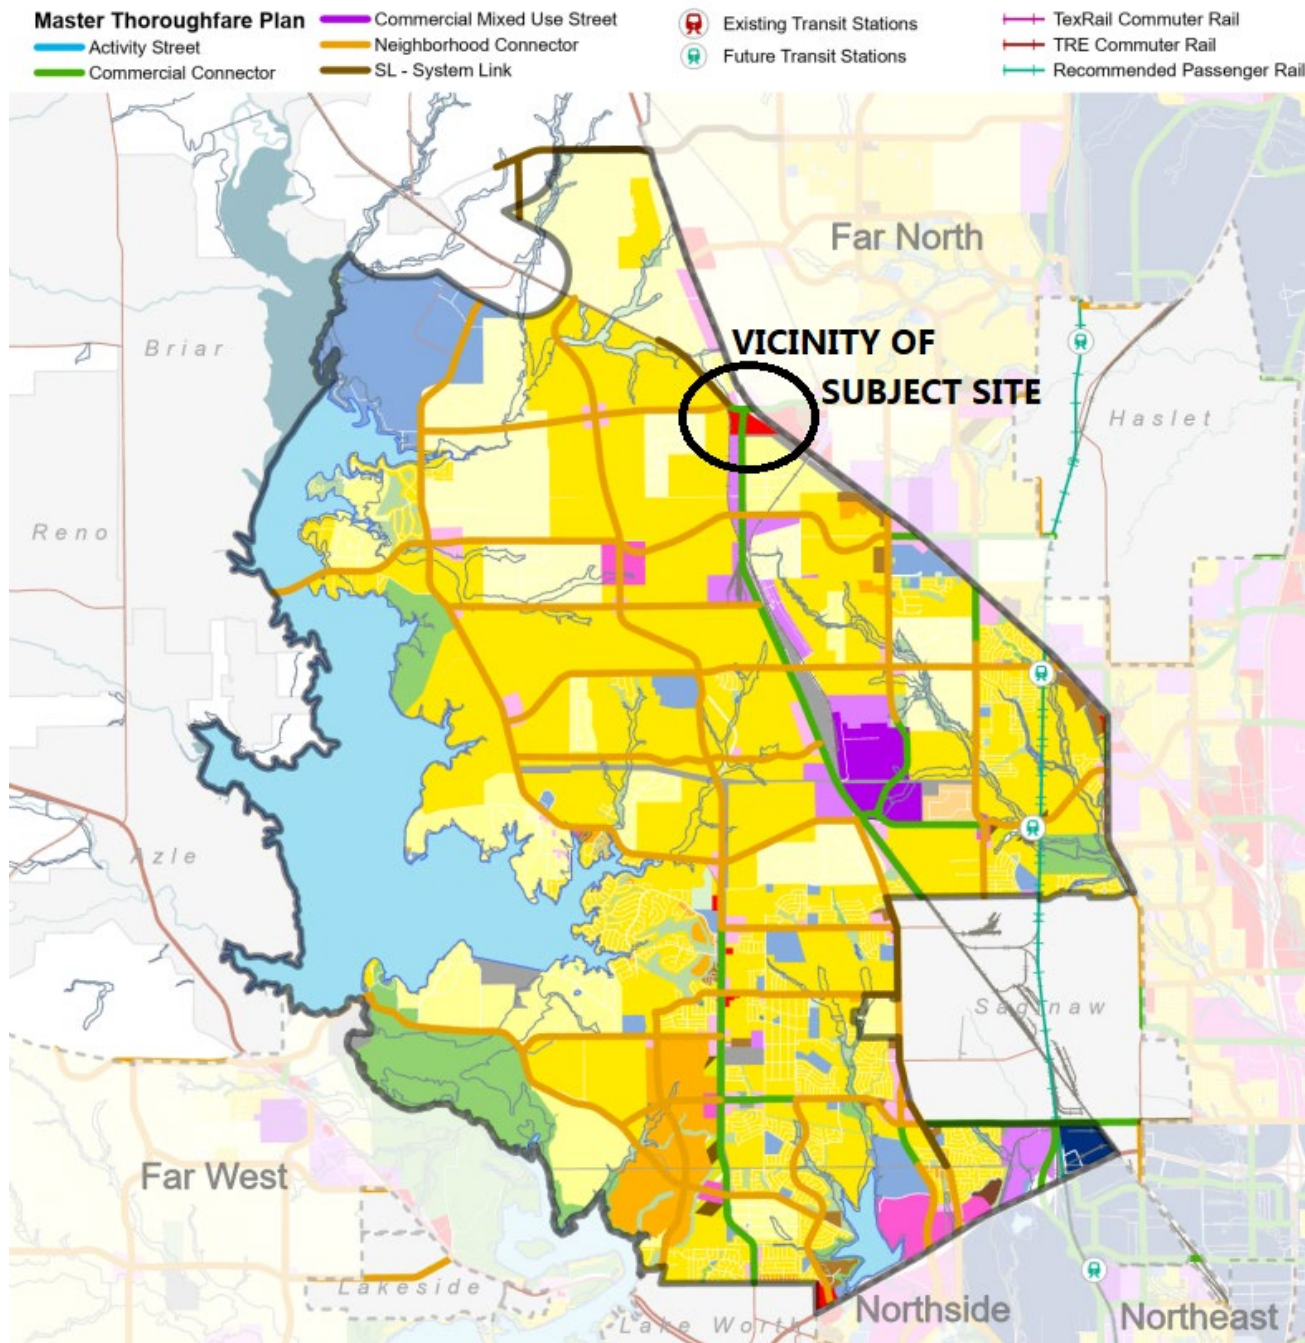 Master Thoroughfare Plan
Activity Street
Commercial Connector
Commercial Mixed Use Street
Neighborhood Connector
SL - System Link
Existing Transit Stations
Future Transit Stations
TexRail Commuter Rail
TRE Commuter Rail
Recommended Passenger Rail
Far North
Briar
VICINITY OF
SUBJECT SITE
Haslet
Reno
Azle
Saginaw
Far West
Lakeside
Lake Worth
Northside
Northeast